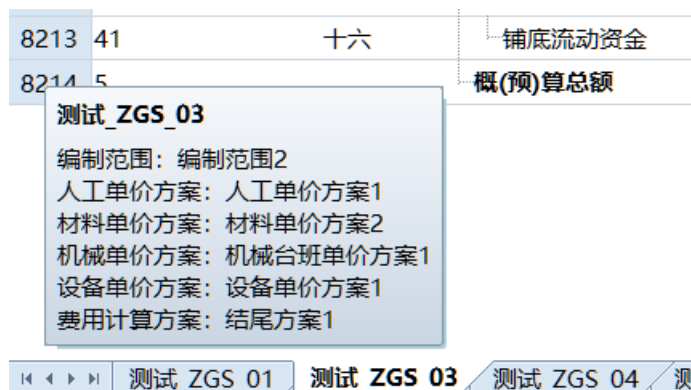 8213 41 十六 铺底流动资金
8214 5 概(预)算总额
测试_ZGS_03
编制范围：编制范围2
人工单价方案：人工单价方案1
材料单价方案：材料单价方案2
机械单价方案：机械台班单价方案1
设备单价方案：设备单价方案1
费用计算方案：结尾方案1
测试_ZGS_01 测试_ZGS_03 测试_ZGS_04